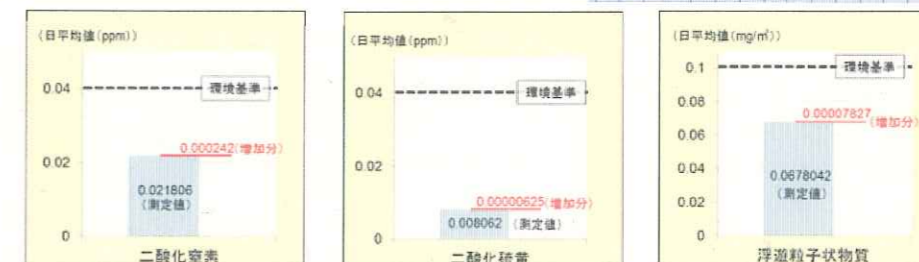 （日平均値(ppm)）
0.04
環境基準
0.000242(増加分)
0.02
0.021806
（測定値）
0
二酸化窒素
（日平均値(ppm)）
0.04
環境基準
0.02
0.00000625(増加分)
0.008062 （測定値）
0
二酸化硫黄
（日平均値(mg/㎥)）
0.1
環境基準
0.08
0.00007827(増加分)
0.06
0.04
0.0678042
（測定値）
0.02
0
浮遊粒子状物質